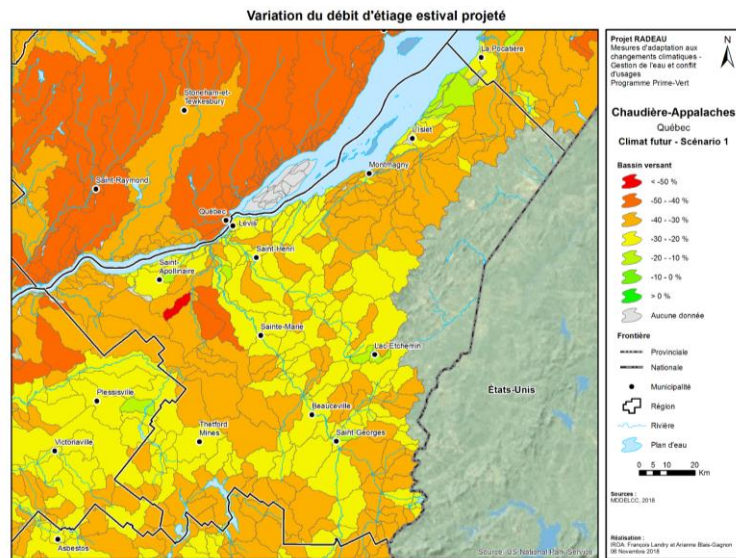 Variation du débit d'étiage estival projeté
La Pocatière
Stoneham-et-
Tewkesbury
L'Islet
Montmagny
Saint-Raymond
Québec
Lévis
Saint-Henri
Saint-
Apollinaire
Sainte-Marie
Lac Etchemin
États-Unis
Plessisville
Beauceville
Thetford
Mines
Saint-Georges
Victoriaville
Asbestos
Source: US National Park Service
Projet RADEAU
Mesures d'adaptation aux
changements climatiques -
Gestion de l'eau et conflit
d'usages
Programme Prime-Vert
N
Chaudière-Appalaches
Québec
Climat futur - Scénario 1
Bassin versant
< -50 %
-50 - -40 %
-40 - -30 %
-30 - -20 %
-20 - -10 %
-10 - 0 %
> 0 %
Aucune donnée
Frontière
Provinciale
Nationale
Municipalité
Région
Rivière
Plan d'eau
0 5 10 20
Km
Sources :
MDDELCC, 2018
Réalisation :
IRDA: François Landry et Arianne Blais-Gagnon
06 Novembre 2018